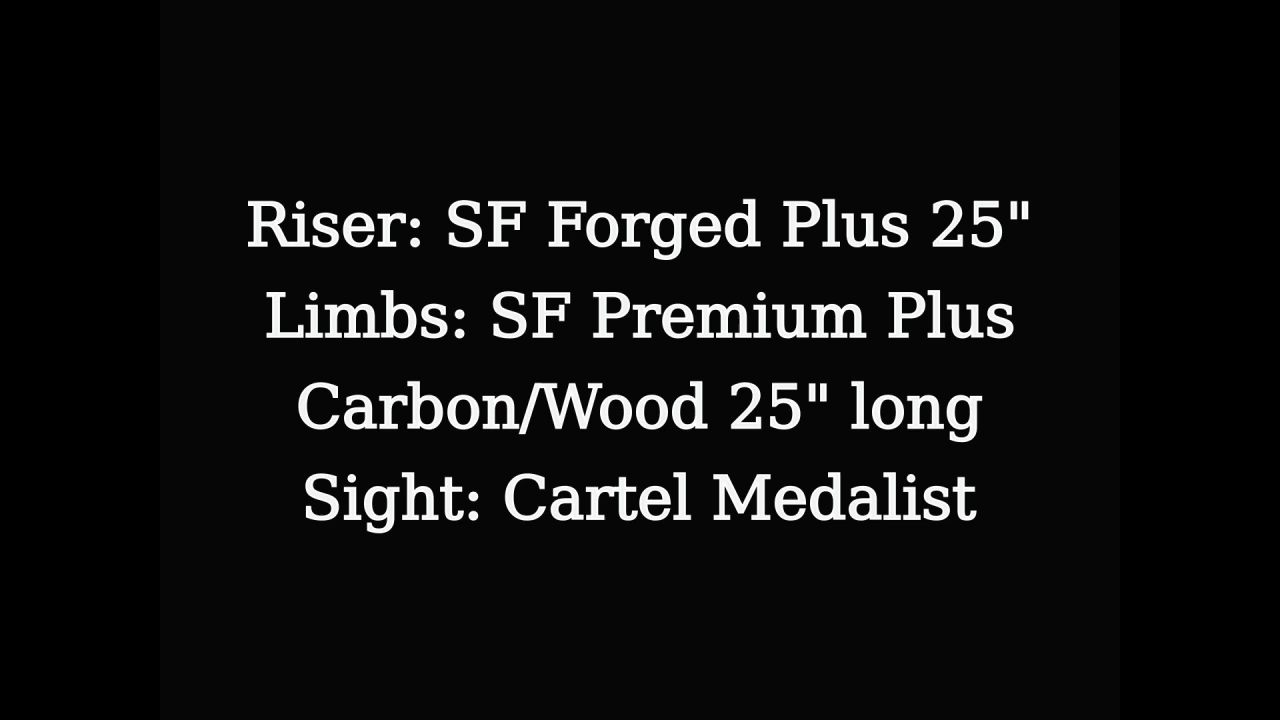 Riser: SF Forged Plus 25"
Limbs: SF Premium Plus
Carbon/Wood 25" long
Sight: Cartel Medalist